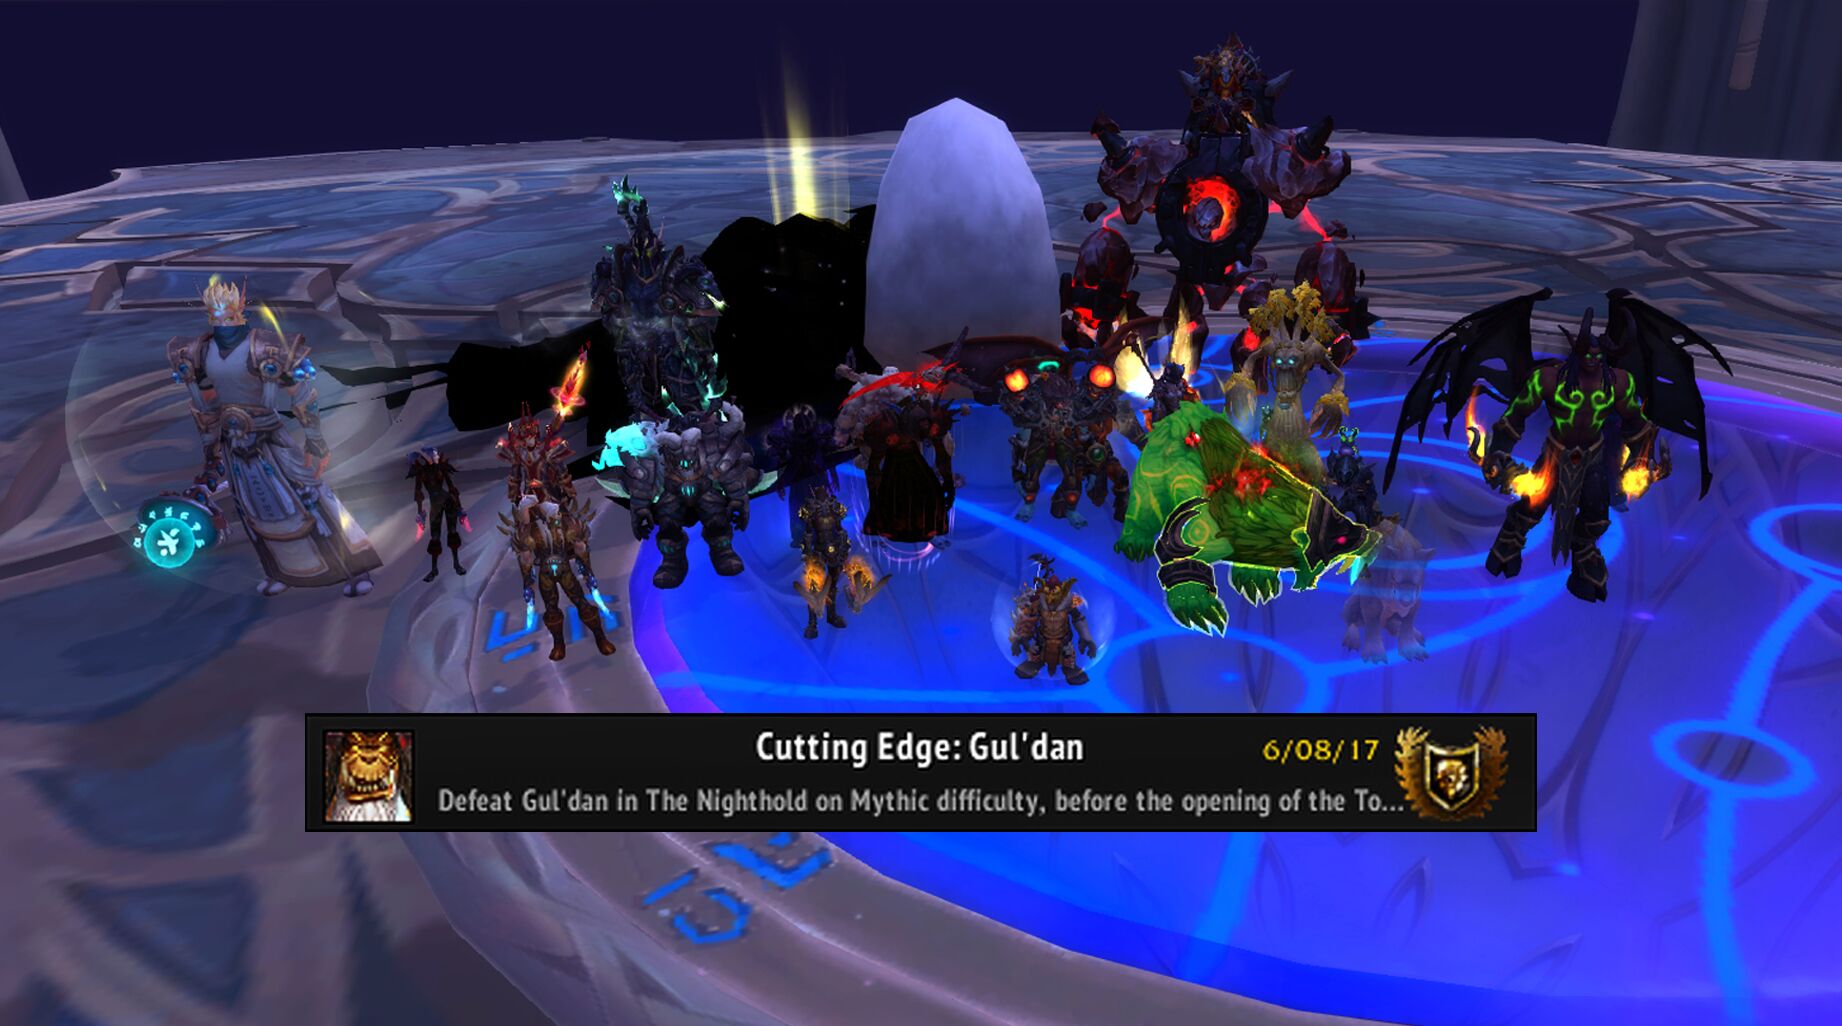 Cutting Edge: Gul'dan
6/08/17
Defeat Gul'dan in The Nighthold on Mythic difficulty, before the opening of the To...